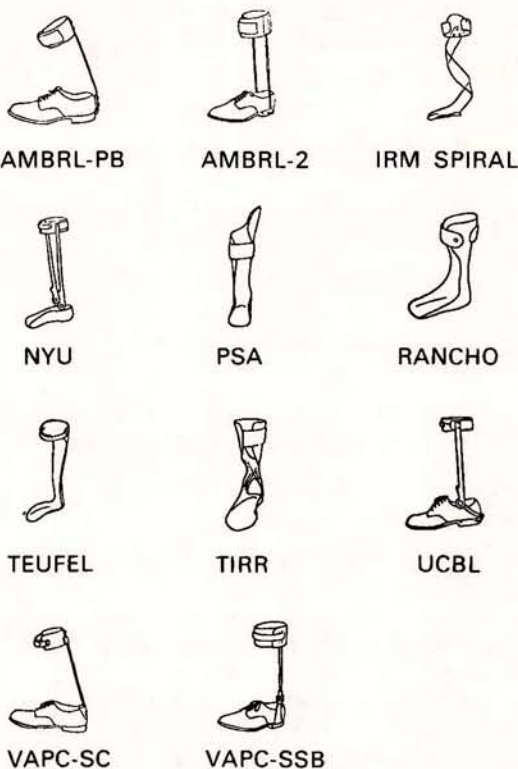 AMBRL-PB AMBRL-2 IRM SPIRAL
NYU PSA RANCHO
TEUFEL TIRR UCBL
VAPC-SC VAPC-SSB